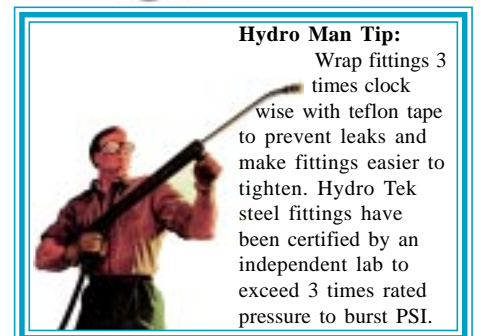 Hydro Man Tip:
Wrap fittings 3
times clock
wise with teflon tape
to prevent leaks and
make fittings easier to
tighten. Hydro Tek
steel fittings have
been certified by an
independent lab to
exceed 3 times rated
pressure to burst PSI.